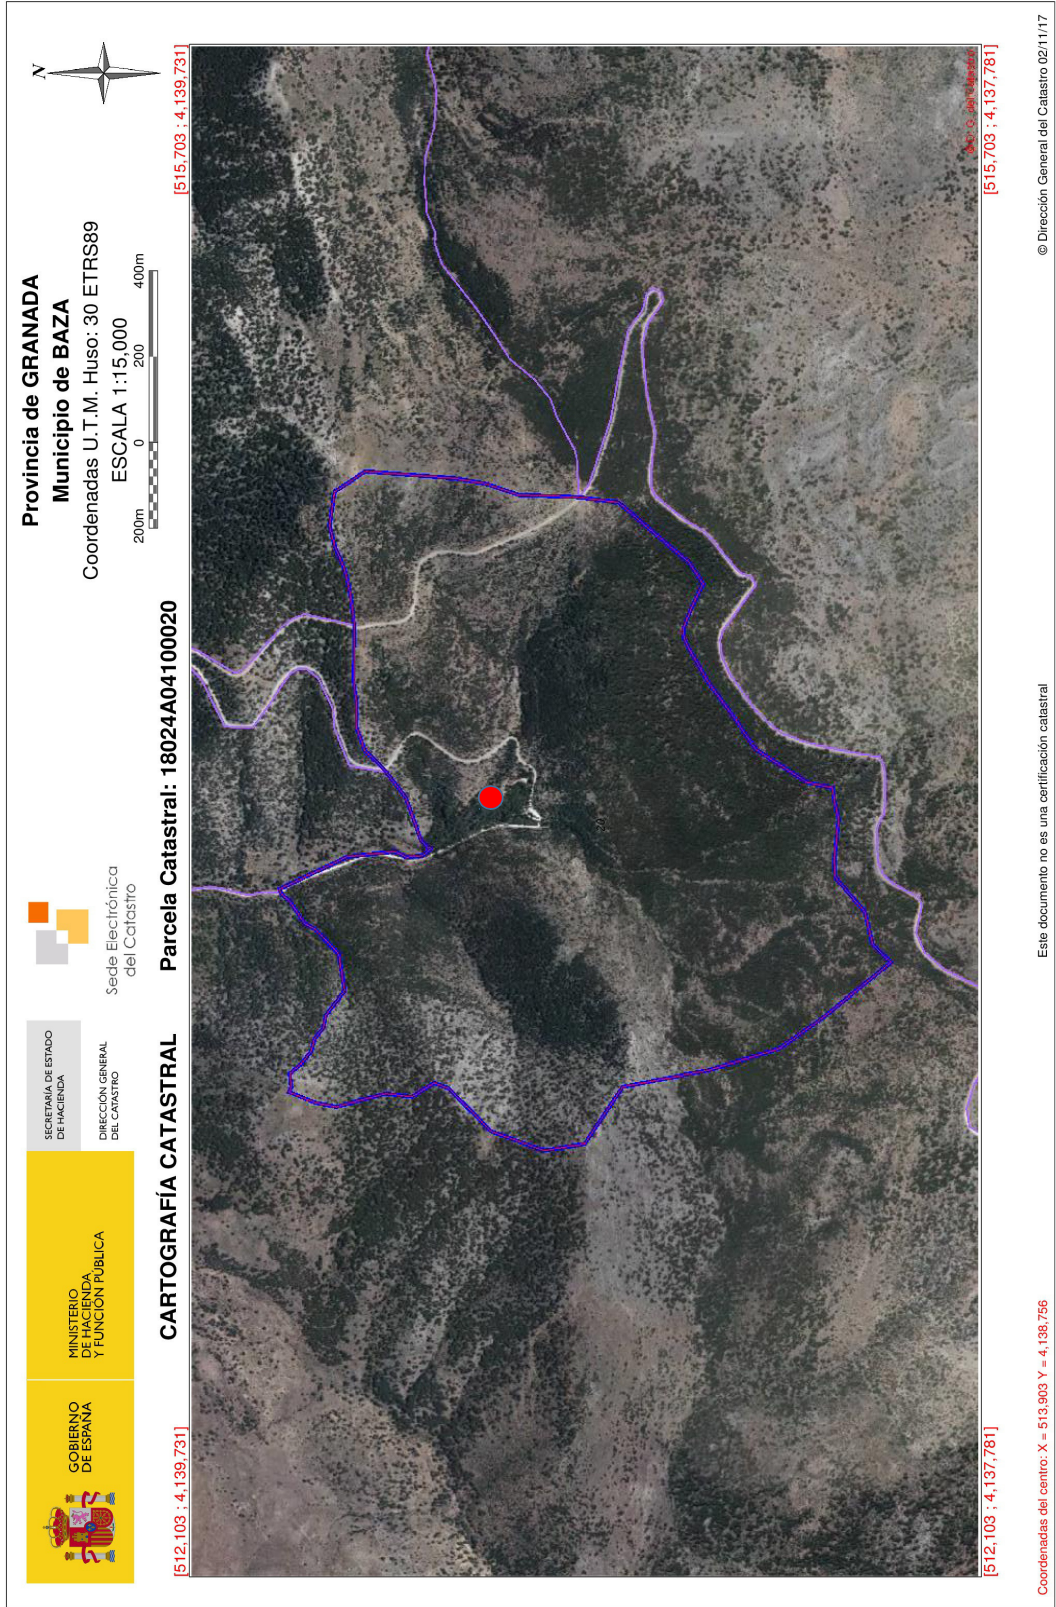 GOBIERNO
DE ESPAÑA
MINISTERIO
DE HACIENDA
Y FUNCIÓN PÚBLICA
SECRETARÍA DE ESTADO
DE HACIENDA
DIRECCIÓN GENERAL
DEL CATASTRO
Sede Electrónica
del Catastro
Provincia de GRANADA
Municipio de BAZA
Coordenadas U.T.M. Huso: 30 ETRS89
ESCALA 1:15,000
200m 0 200 400m
N
CARTOGRAFÍA CATASTRAL
Parcela Catastral: 18024A04100020
[512,103 ; 4,139,731]
[515,703 ; 4,139,731]
[512,103 ; 4,137,781]
[515,703 ; 4,137,781]
Coordenadas del centro: X = 513,903 Y = 4,138,756
Este documento no es una certificación catastral
© Dirección General del Catastro 02/11/17